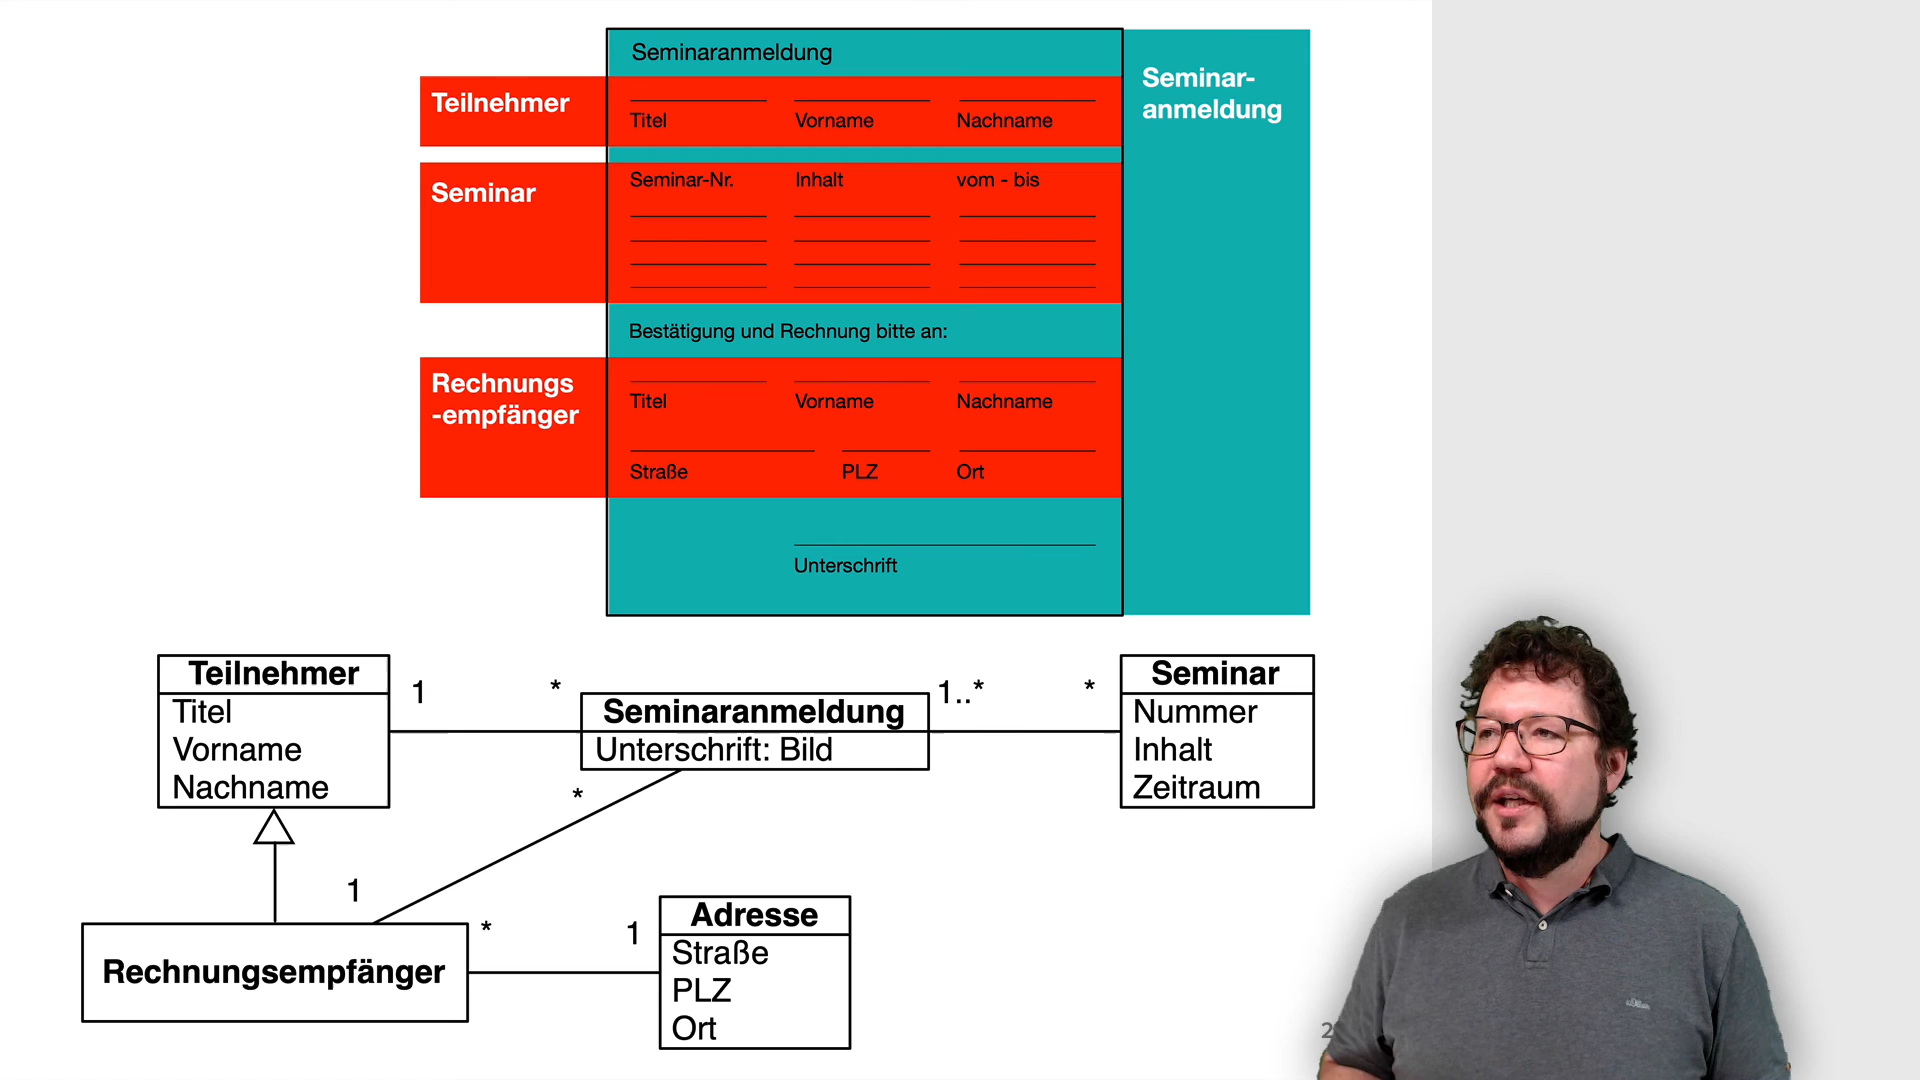 Seminaranmeldung
Seminar-
anmeldung
Teilnehmer
Titel Vorname Nachname
Seminar
Seminar-Nr. Inhalt vom - bis
Bestätigung und Rechnung bitte an:
Rechnungs
-empfänger
Titel Vorname Nachname
Straße PLZ Ort
Unterschrift
Teilnehmer
Titel
Vorname
Nachname
1 *
Seminaranmeldung
Unterschrift: Bild
1..* *
Seminar
Nummer
Inhalt
Zeitraum
*
1
Rechnungsempfänger
* 1
Adresse
Straße
PLZ
Ort